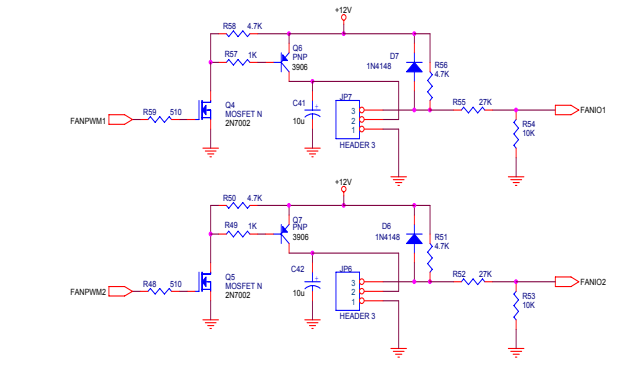 +12V
R58 4.7K
R57 1K
Q6
PNP
3906
D7
1N4148
R56
4.7K
C41
10u
JP7
3
2
1
HEADER 3
R55 27K
FANIO1
R54
10K
Q4
MOSFET N
2N7002
R59 510
FANPWM1
+12V
R50 4.7K
R49 1K
Q7
PNP
3906
D6
1N4148
R51
4.7K
C42
10u
JP6
3
2
1
HEADER 3
R52 27K
FANIO2
R53
10K
Q5
MOSFET N
2N7002
R48 510
FANPWM2